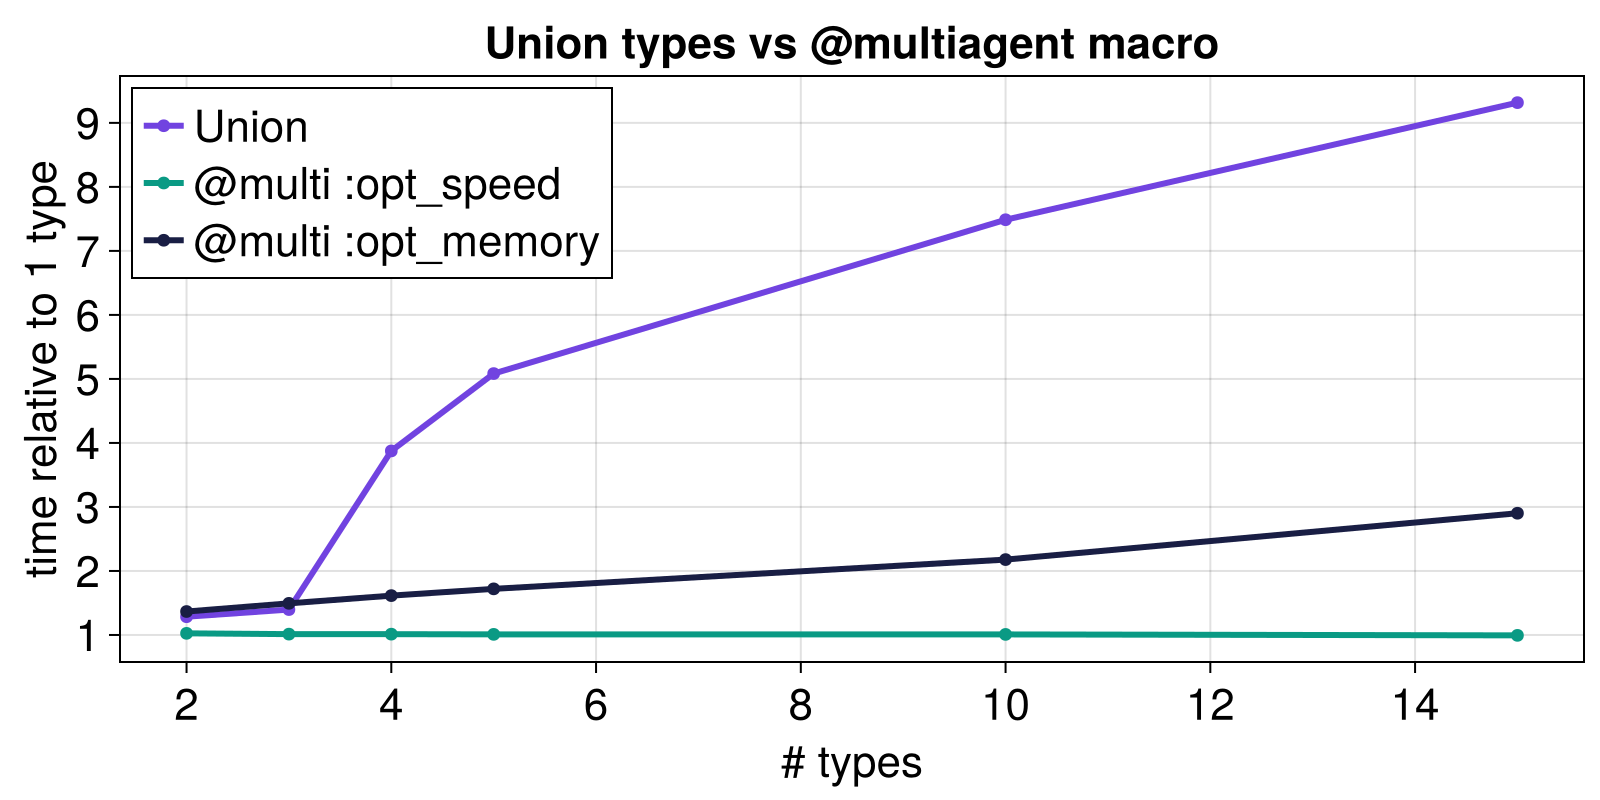 Union types vs @multiagent macro
Union
@multi :opt_speed
@multi :opt_memory
time relative to 1 type
9
8
7
6
5
4
3
2
1
2 4 6 8 10 12 14
# types